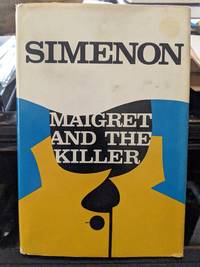 SIMENON
MAIGRET
AND THE
KILLER